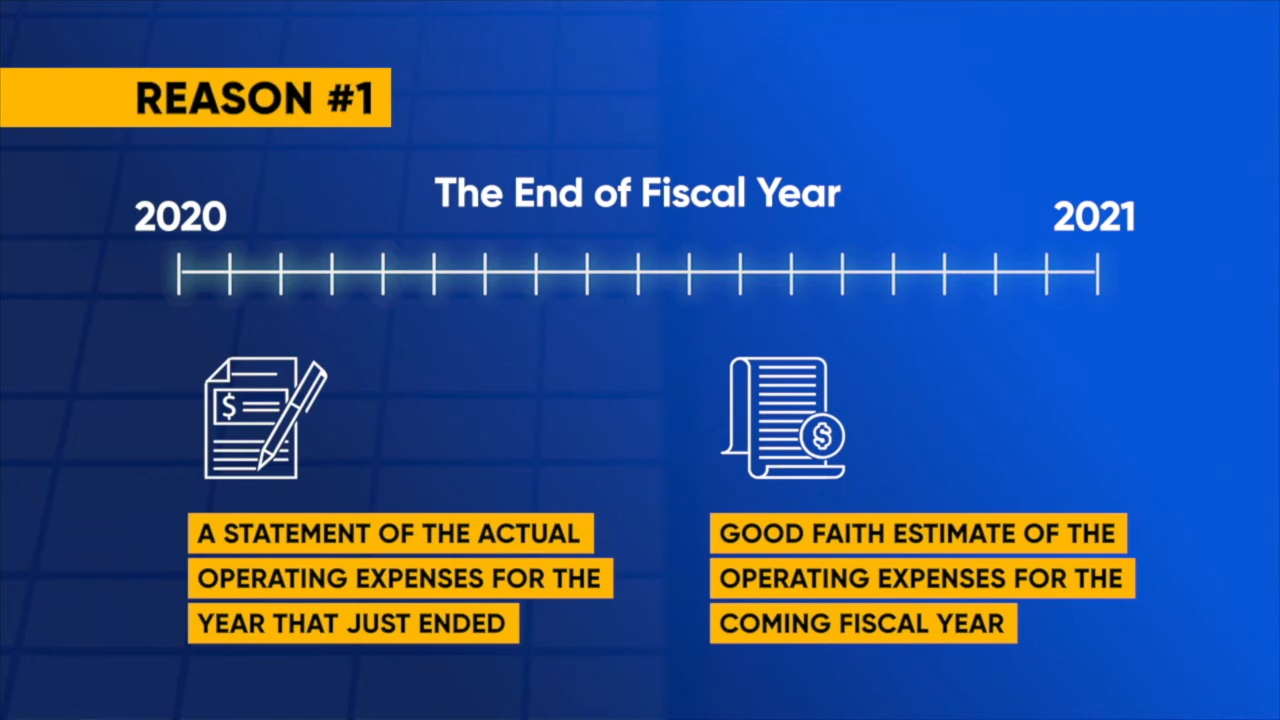 REASON #1
The End of Fiscal Year
2020
2021
$
$
A STATEMENT OF THE ACTUAL
OPERATING EXPENSES FOR THE
YEAR THAT JUST ENDED
GOOD FAITH ESTIMATE OF THE
OPERATING EXPENSES FOR THE
COMING FISCAL YEAR